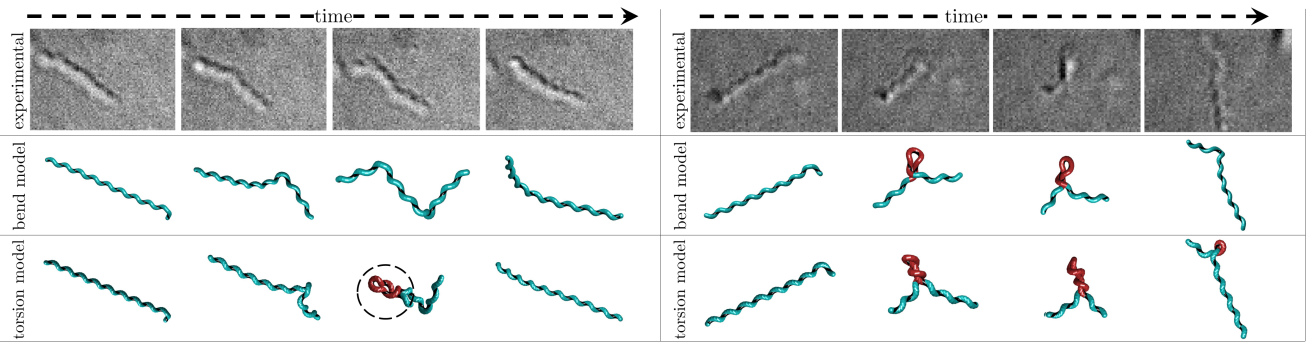 time
experimental
bend model
torsion model
time
experimental
bend model
torsion model